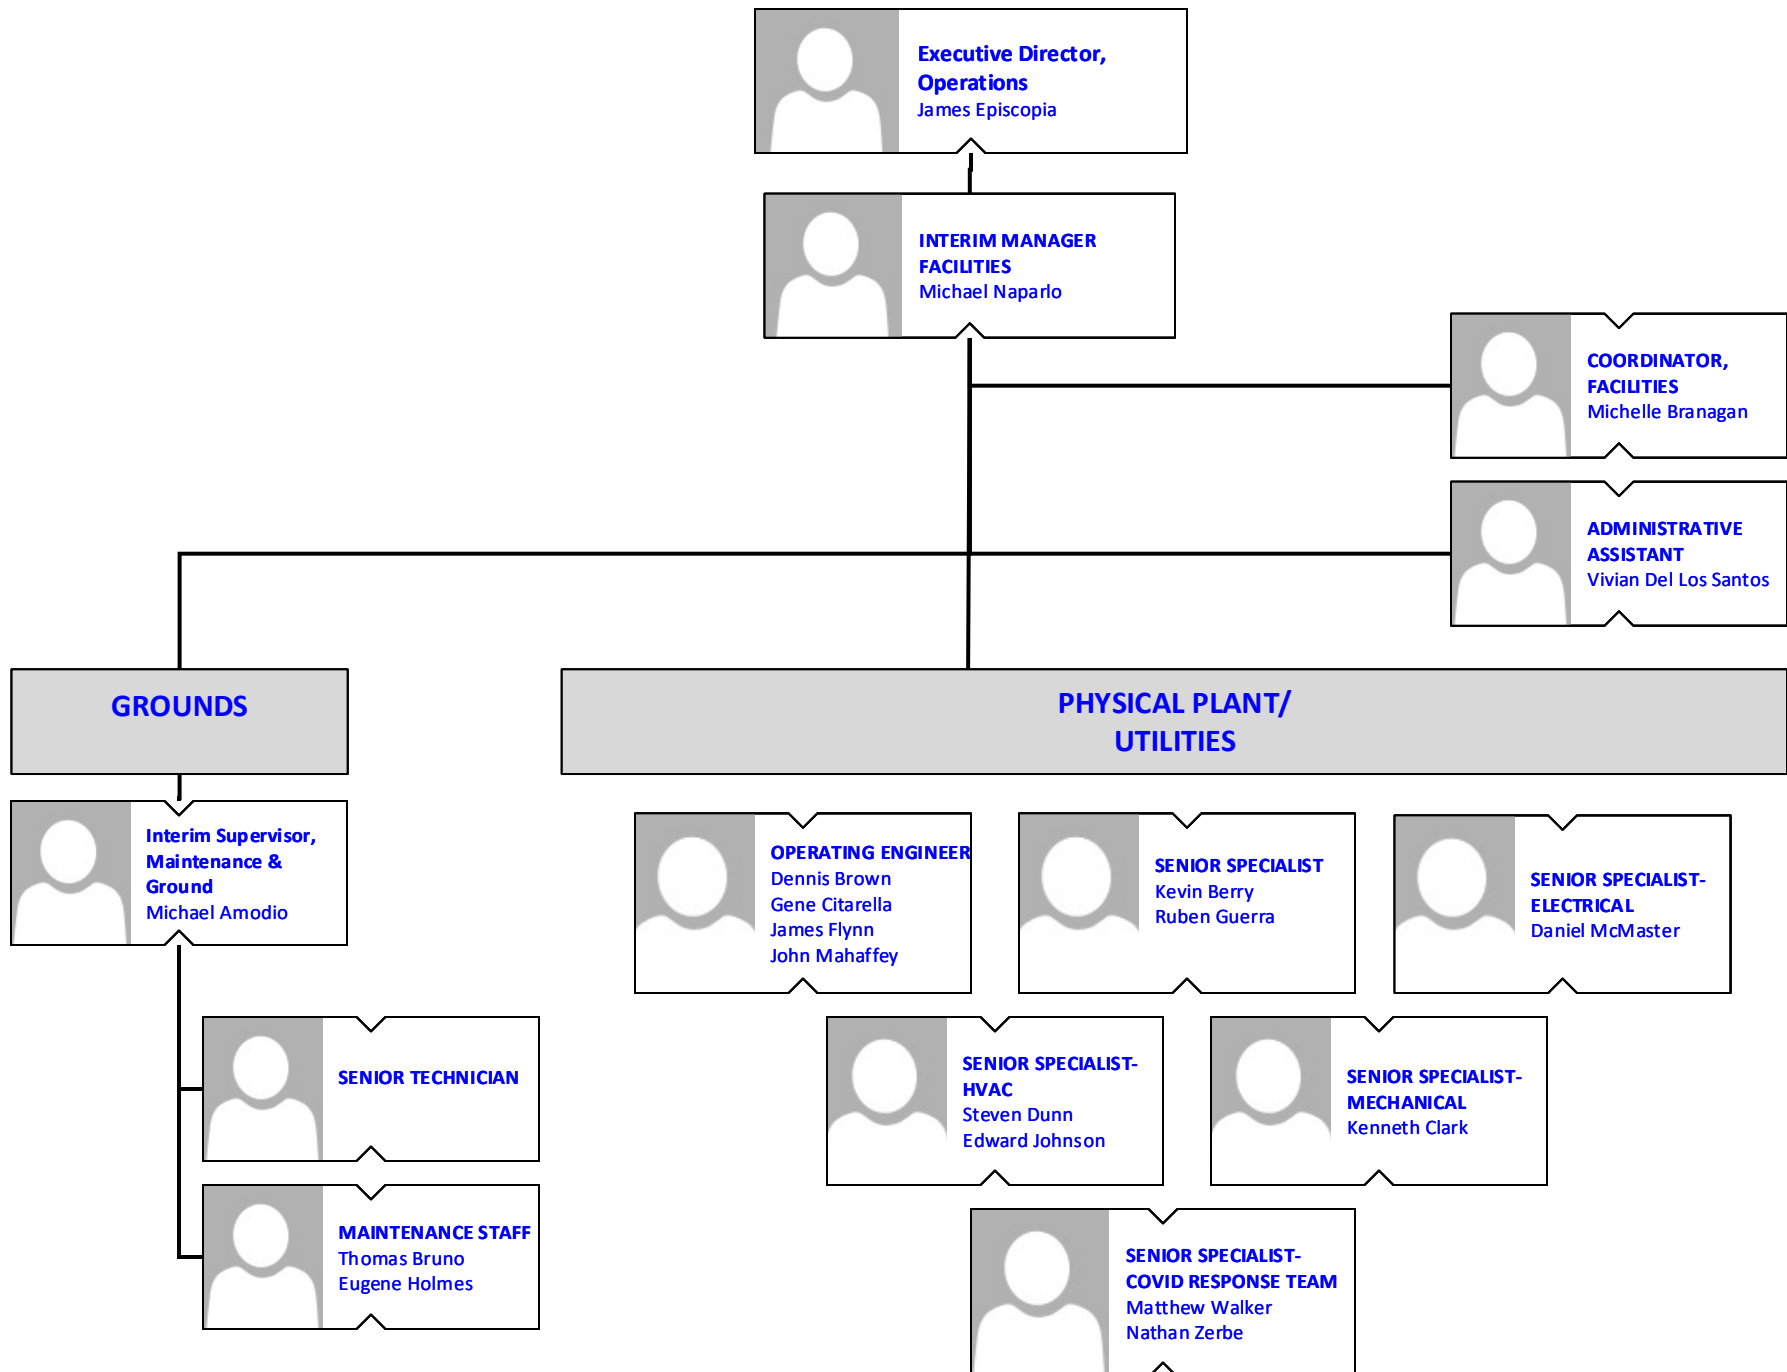 Executive Director,
Operations
James Episcopia
INTERIM MANAGER
FACILITIES
Michael Naparlo
COORDINATOR,
FACILITIES
Michelle Branagan
ADMINISTRATIVE
ASSISTANT
Vivian Del Los Santos
GROUNDS
PHYSICAL PLANT/
UTILITIES
Interim Supervisor,
Maintenance &
Ground
Michael Amodio
OPERATING ENGINEER
Dennis Brown
Gene Citarella
James Flynn
John Mahaffey
SENIOR SPECIALIST
Kevin Berry
Ruben Guerra
SENIOR SPECIALIST-
ELECTRICAL
Daniel McMaster
SENIOR TECHNICIAN
SENIOR SPECIALIST-
HVAC
Steven Dunn
Edward Johnson
SENIOR SPECIALIST-
MECHANICAL
Kenneth Clark
MAINTENANCE STAFF
Thomas Bruno
Eugene Holmes
SENIOR SPECIALIST-
COVID RESPONSE TEAM
Matthew Walker
Nathan Zerbe